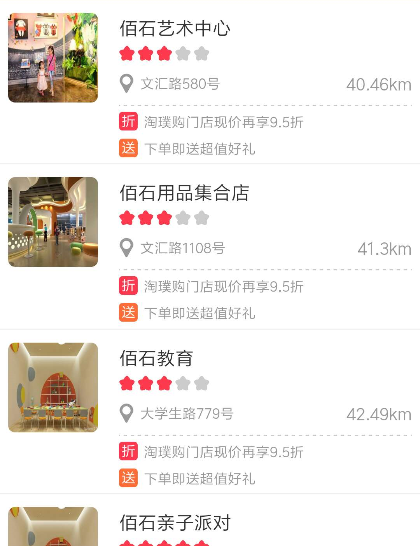 佰石艺术中心
文汇路580号
40.46km
折 淘璞购门店现价再享9.5折
送 下单即送超值好礼
佰石用品集合店
文汇路1108号
41.3km
折 淘璞购门店现价再享9.5折
送 下单即送超值好礼
佰石教育
大学生路779号
42.49km
折 淘璞购门店现价再享9.5折
送 下单即送超值好礼
佰石亲子派对